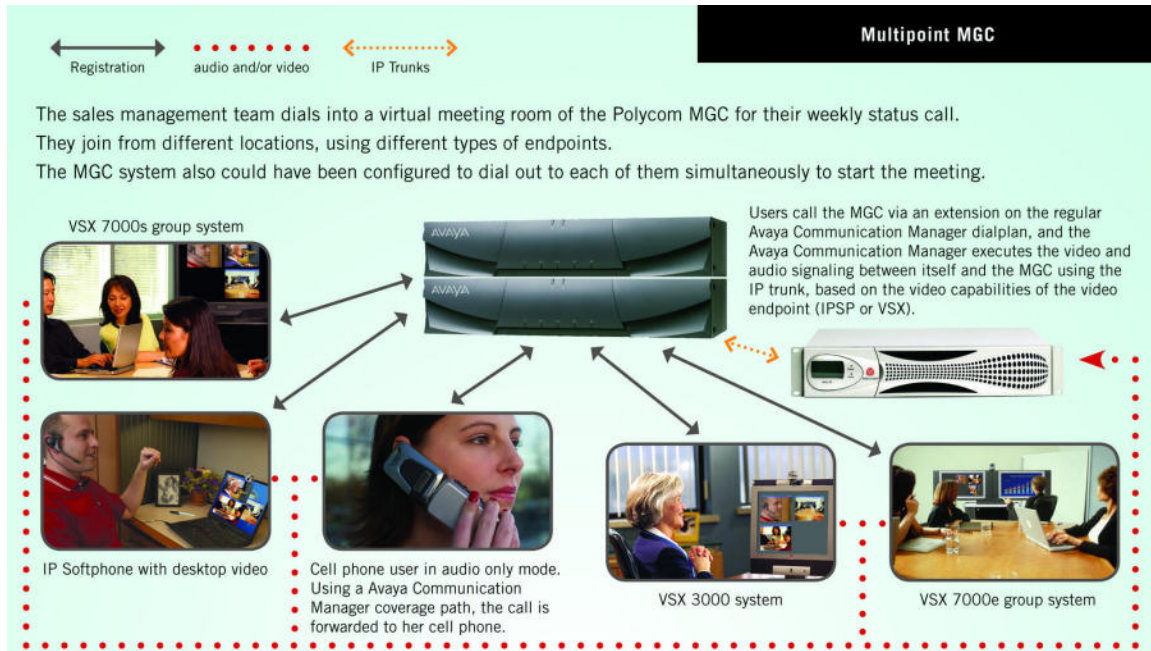 Multipoint MGC
Registration
audio and/or video
IP Trunks
The sales management team dials into a virtual meeting room of the Polycom MGC for their weekly status call.
They join from different locations, using different types of endpoints.
The MGC system also could have been configured to dial out to each of them simultaneously to start the meeting.
VSX 7000s group system
AVAYA
AVAYA
Users call the MGC via an extension on the regular
Avaya Communication Manager dialplan, and the
Avaya Communication Manager executes the video and
audio signaling between itself and the MGC using the
IP trunk, based on the video capabilities of the video
endpoint (IPSP or VSX).
IP Softphone with desktop video
Cell phone user in audio only mode.
Using a Avaya Communication
Manager coverage path, the call is
forwarded to her cell phone.
VSX 3000 system
VSX 7000e group system